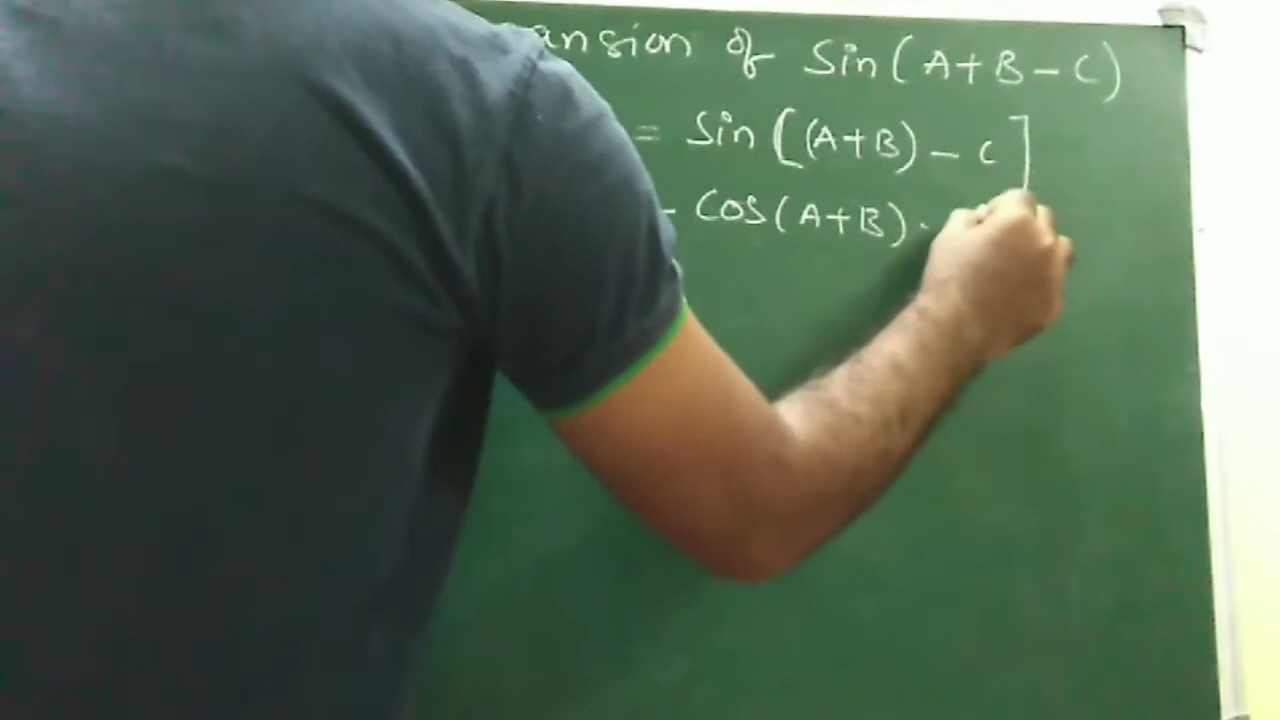 ansion of Sin(A+B-C)
= Sin[(A+B)-C]
- Cos(A+B).